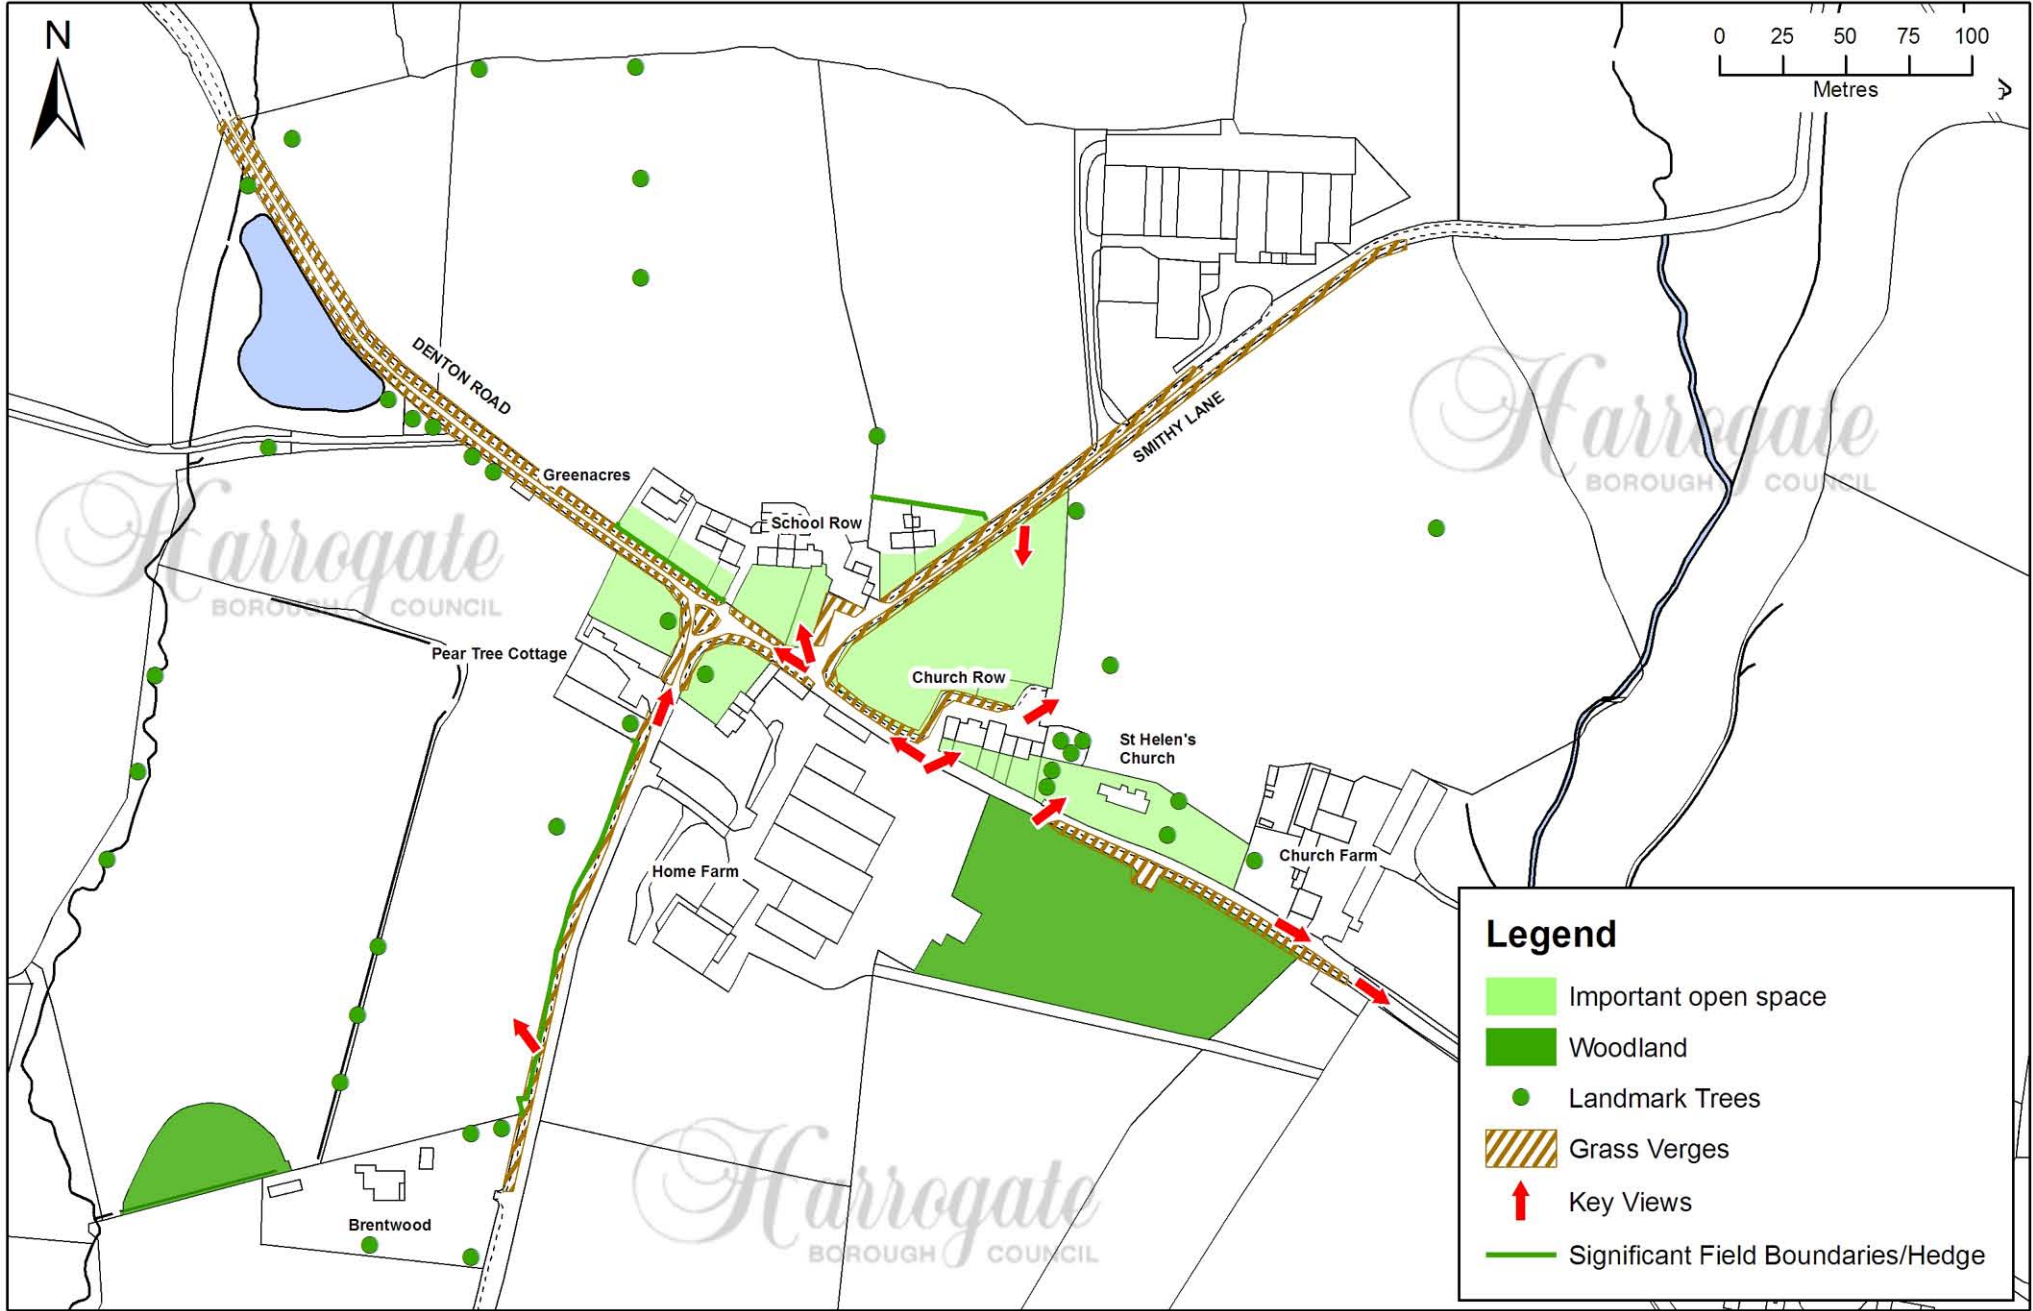 N
0 25 50 75 100
Metres
DENTON ROAD
SMITHY LANE
Harrogate
BOROUGH COUNCIL
Greenacres
Harrogate
BOROUGH COUNCIL
School Row
Pear Tree Cottage
Church Row
St Helen's
Church
Church Farm
Home Farm
Legend
Important open space
Woodland
Landmark Trees
Grass Verges
Key Views
Significant Field Boundaries/Hedge
Harrogate
BOROUGH COUNCIL
Brentwood